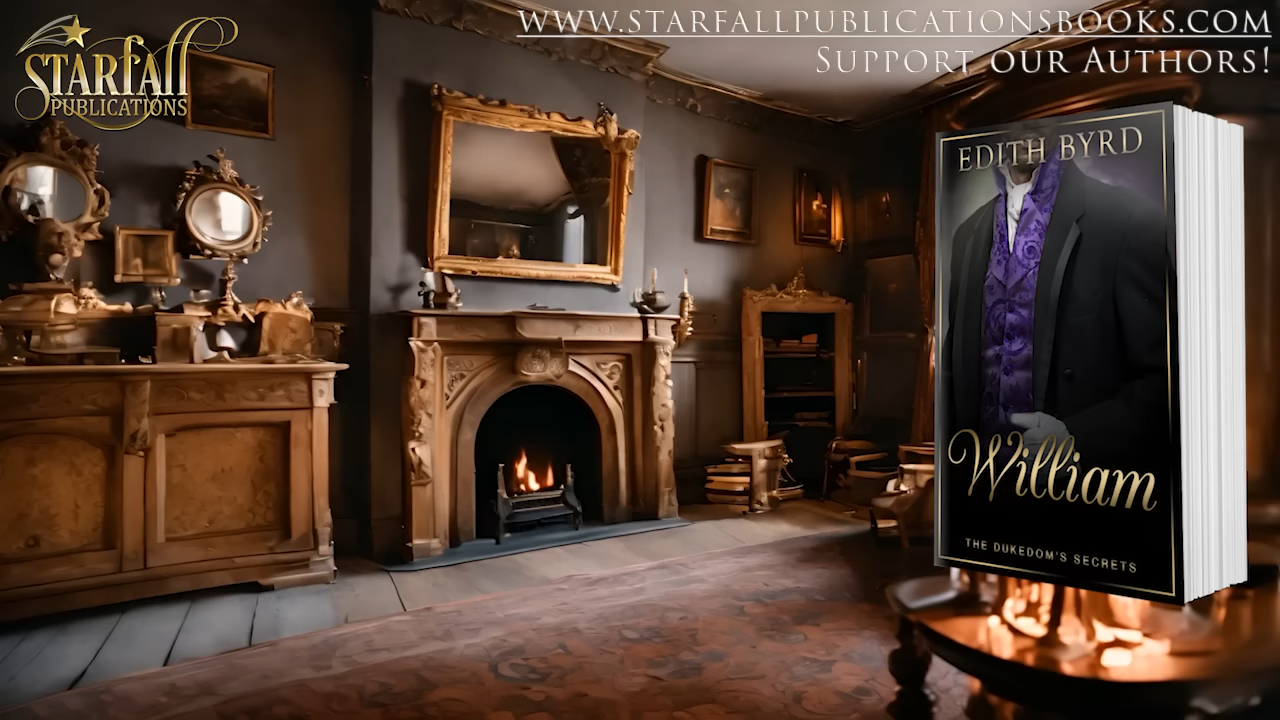 STARfall
PUBLICATIONS
www.starfallpublicationsbooks.com
Support our Authors!
EDITH BYRD
William
THE DUKEDOM'S SECRETS